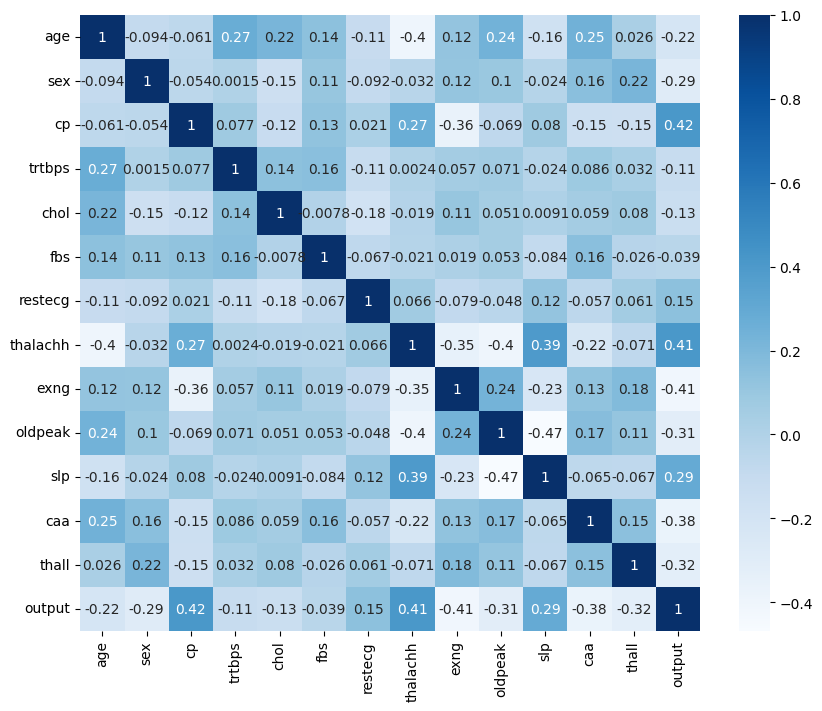 age 1 -0.094 -0.061 0.27 0.22 0.14 -0.11 -0.4 0.12 0.24 -0.16 0.25 0.026 -0.22
sex -0.094 1 -0.054 0.0015 -0.15 0.11 -0.092 -0.032 0.12 0.1 -0.024 0.16 0.22 -0.29
cp -0.061 -0.054 1 0.077 -0.12 0.13 0.021 0.27 -0.36 -0.069 0.08 -0.15 -0.15 0.42
trtbps 0.27 0.0015 0.077 1 0.14 0.16 -0.11 0.0024 0.057 0.071 -0.024 0.086 0.032 -0.11
chol 0.22 -0.15 -0.12 0.14 1 0.0078 -0.18 -0.019 0.11 0.051 0.0091 0.059 0.08 -0.13
fbs 0.14 0.11 0.13 0.16 -0.0078 1 -0.067 -0.021 0.019 0.053 -0.084 0.16 -0.026 -0.039
restecg -0.11 -0.092 0.021 -0.11 -0.18 -0.067 1 0.066 -0.079 -0.048 0.12 -0.057 0.061 0.15
thalachh -0.4 -0.032 0.27 0.0024 -0.019 -0.021 0.066 1 -0.35 -0.4 0.39 -0.22 -0.071 0.41
exng 0.12 0.12 -0.36 0.057 0.11 0.019 -0.079 -0.35 1 0.24 -0.23 0.13 0.18 -0.41
oldpeak 0.24 0.1 -0.069 0.071 0.051 0.053 -0.048 -0.4 0.24 1 -0.47 0.17 0.11 -0.31
slp -0.16 -0.024 0.08 -0.024 0.0091 -0.084 0.12 0.39 -0.23 -0.47 1 -0.065 -0.067 0.29
caa 0.25 0.16 -0.15 0.086 0.059 0.16 -0.057 -0.22 0.13 0.17 -0.065 1 0.15 -0.38
thall 0.026 0.22 -0.15 0.032 0.08 -0.026 0.061 -0.071 0.18 0.11 -0.067 0.15 1 -0.32
output -0.22 -0.29 0.42 -0.11 -0.13 -0.039 0.15 0.41 -0.41 -0.31 0.29 -0.38 -0.32 1
age sex cp trtbps chol fbs restecg thalachh exng oldpeak slp caa thall output
1.0
0.8
0.6
0.4
0.2
0.0
−0.2
−0.4